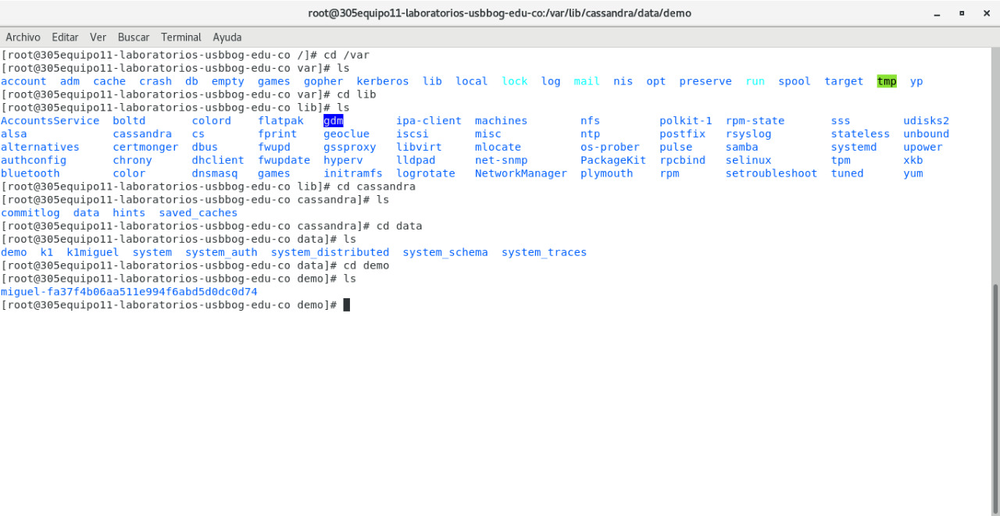 root@305equipo11-laboratorios-usbbog-edu-co:/var/lib/cassandra/data/demo
Archivo Editar Ver Buscar Terminal Ayuda
[root@305equipo11-laboratorios-usbbog-edu-co /]# cd /var
[root@305equipo11-laboratorios-usbbog-edu-co var]# ls
account adm cache crash db empty games gopher kerberos lib local lock log mail nis opt preserve run spool target tmp yp
[root@305equipo11-laboratorios-usbbog-edu-co var]# cd lib
[root@305equipo11-laboratorios-usbbog-edu-co lib]# ls
AccountsService boltd colord flatpak gdm ipa-client machines nfs polkit-1 rpm-state sss udisks2
alsa cassandra cs fprint geoclue iscsi misc ntp postfix rsyslog stateless unbound
alternatives certmonger dbus fwupd gssproxy libvirt mlocate os-prober pulse samba systemd upower
authconfig chrony dhclient fwupdate hyperv lldpad net-snmp PackageKit rpcbind selinux tpm xkb
bluetooth color dnsmasq games initramfs logrotate NetworkManager plymouth rpm setroubleshoot tuned yum
[root@305equipo11-laboratorios-usbbog-edu-co lib]# cd cassandra
[root@305equipo11-laboratorios-usbbog-edu-co cassandra]# ls
commitlog data hints saved_caches
[root@305equipo11-laboratorios-usbbog-edu-co cassandra]# cd data
[root@305equipo11-laboratorios-usbbog-edu-co data]# ls
demo k1 k1miguel system system_auth system_distributed system_schema system_traces
[root@305equipo11-laboratorios-usbbog-edu-co data]# cd demo
[root@305equipo11-laboratorios-usbbog-edu-co demo]# ls
miguel-fa37f4b06aa511e994f6abd5d0dc0d74
[root@305equipo11-laboratorios-usbbog-edu-co demo]#